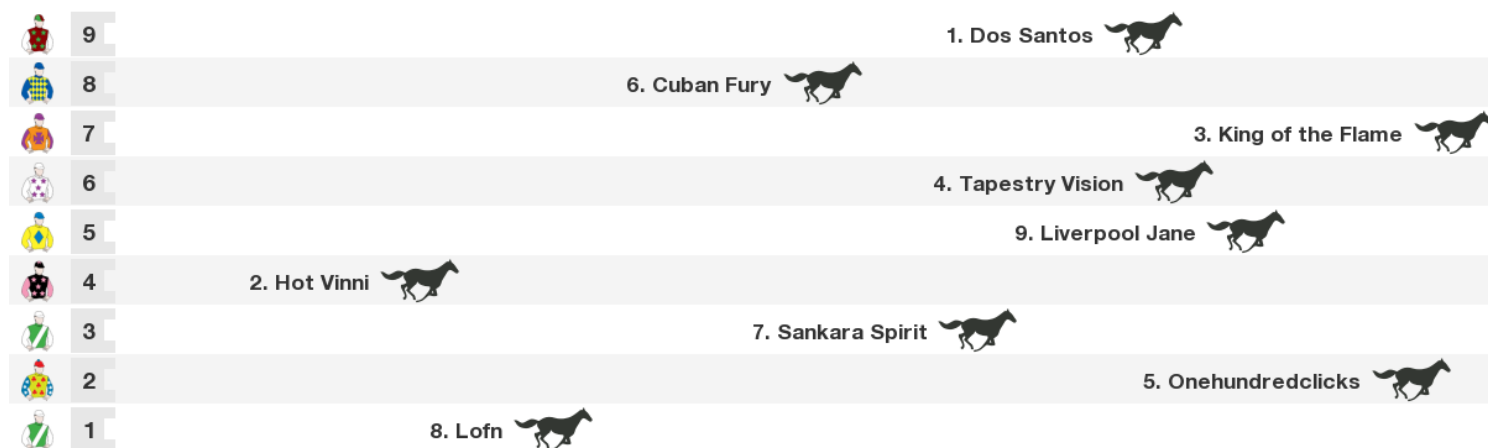 9 1. Dos Santos
8 6. Cuban Fury
7 3. King of the Flame
6 4. Tapestry Vision
5 9. Liverpool Jane
4 2. Hot Vinni
3 7. Sankara Spirit
2 5. Onehundredclicks
1 8. Lofn